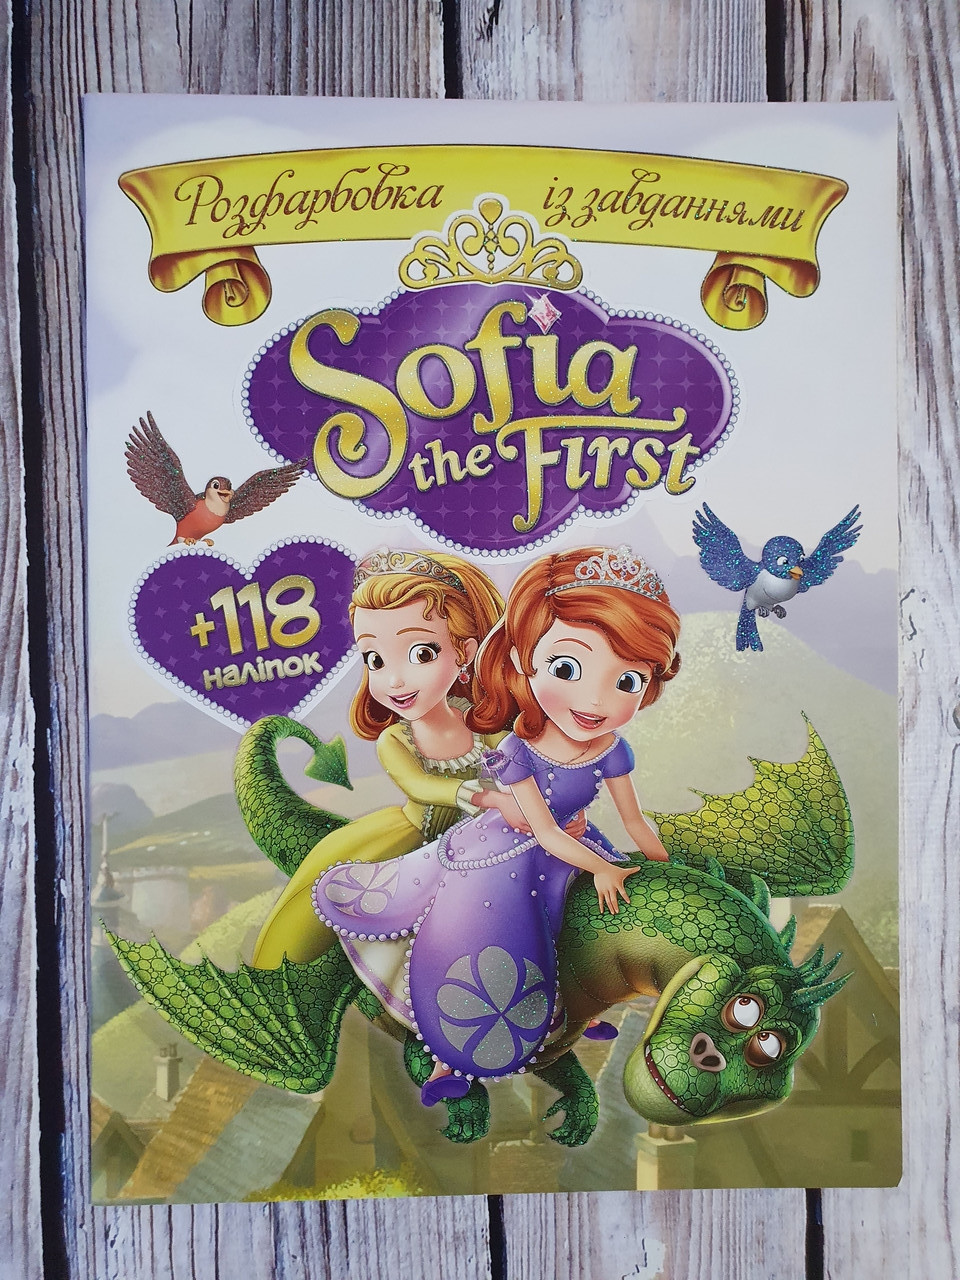 Розфарбовка із завданнями
Sofia
the First
+118
наліпок